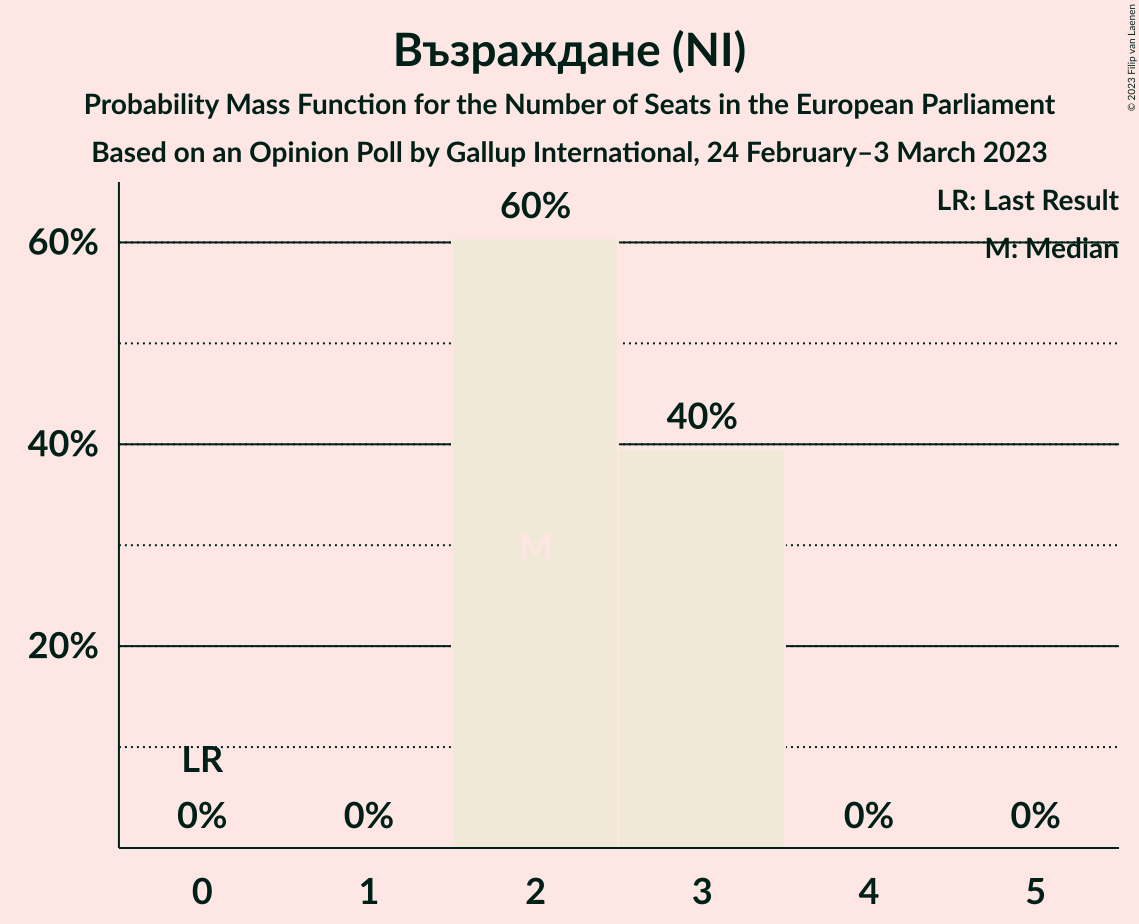 Възраждане (NI)
Probability Mass Function for the Number of Seats in the European Parliament
Based on an Opinion Poll by Gallup International, 24 February–3 March 2023
© 2023 Filip van Laenen
LR: Last Result
M: Median
60%
40%
20%
60%
40%
M
LR
0%
0%
0%
0%
0
1
2
3
4
5